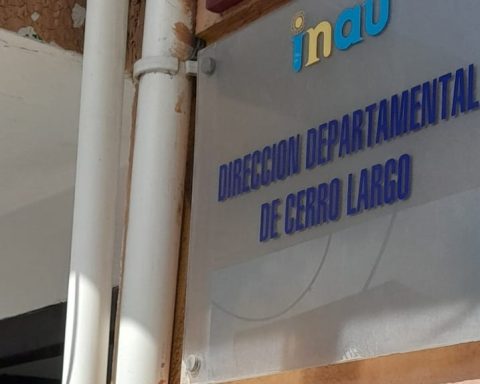 inau
DIRECCION DEPARTAMENTAL
DE CERRO LARGO